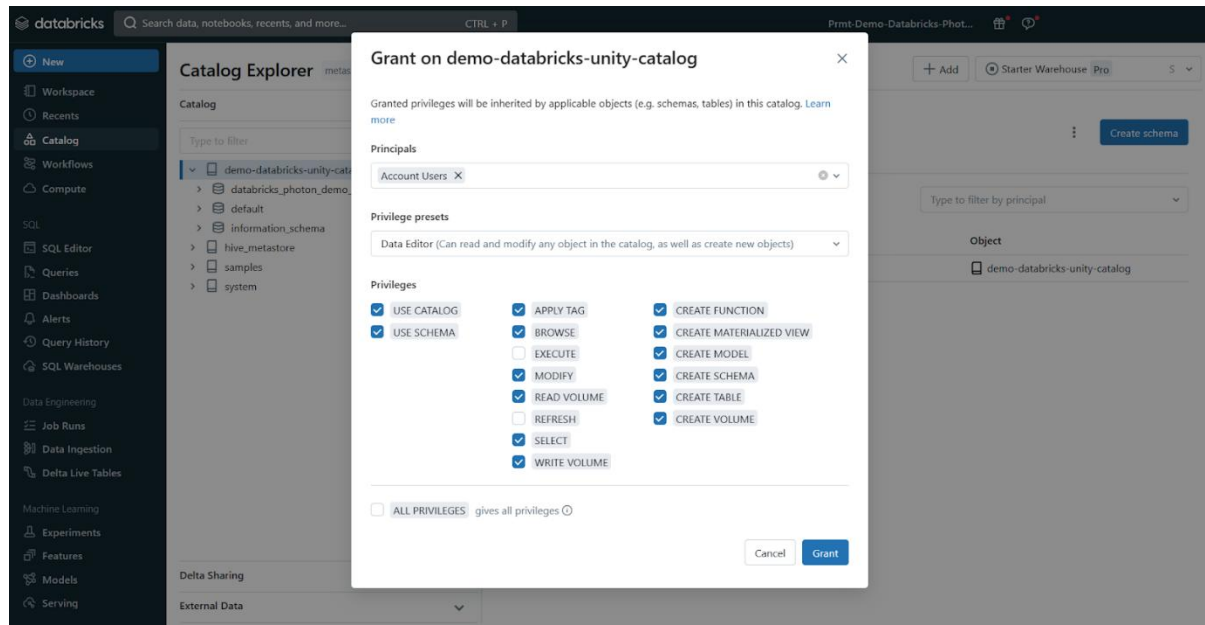 databricks
Search data, notebooks, recents, and more...
CTRL + P
Prmt-Demo-Databricks-Phot...
New
Workspace
Recents
Catalog
Workflows
Compute
SQL
SQL Editor
Queries
Dashboards
Alerts
Query History
SQL Warehouses
Data Engineering
Job Runs
Data Ingestion
Delta Live Tables
Machine Learning
Experiments
Features
Models
Serving
Catalog Explorer
Catalog
Type to filter
demo-databricks-unity-cat
databricks_photon_demo_
default
information_schema
hive_metastore
samples
system
Delta Sharing
External Data
Grant on demo-databricks-unity-catalog
Granted privileges will be inherited by applicable objects (e.g. schemas, tables) in this catalog. Learn
more
Principals
Account Users
Privilege presets
Data Editor (Can read and modify any object in the catalog, as well as create new objects)
Privileges
USE CATALOG
USE SCHEMA
APPLY TAG
BROWSE
EXECUTE
MODIFY
READ VOLUME
REFRESH
SELECT
WRITE VOLUME
CREATE FUNCTION
CREATE MATERIALIZED VIEW
CREATE MODEL
CREATE SCHEMA
CREATE TABLE
CREATE VOLUME
ALL PRIVILEGES gives all privileges
Cancel
Grant
Add
Starter Warehouse Pro S
Create schema
Type to filter by principal
Object
demo-databricks-unity-catalog